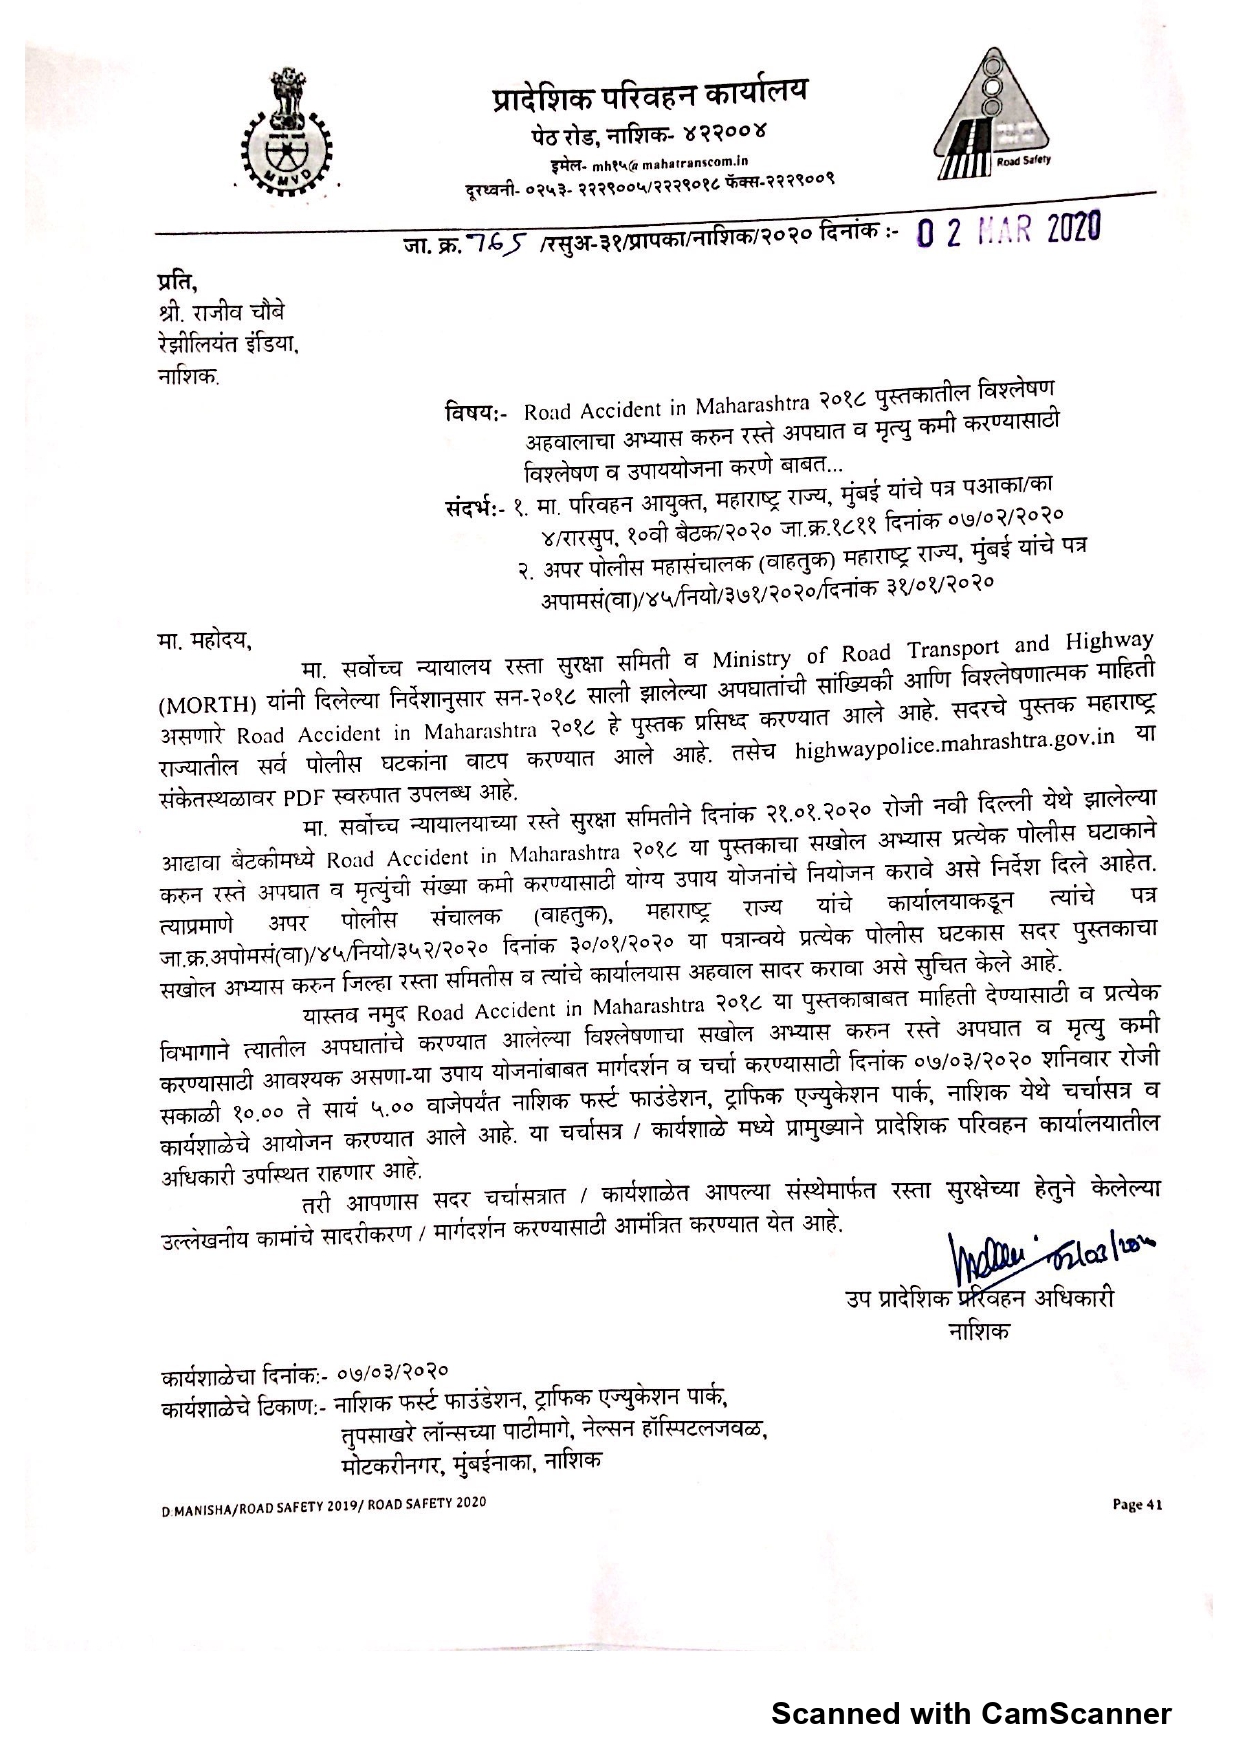 प्रादेशिक परिवहन कार्यालय
पेठ रोड, नाशिक- ४२२००४
इमेल- mh१५@mahatranscom.in
दूरध्वनी- ०२५३- २२२९००५/२२२९०१८ फॅक्स-२२२९००९
MMVD
Road Safety
जा. क्र. 765 /रसुअ-३१/प्रापका/नाशिक/२०२० दिनांक :- 02 MAR 2020
प्रति,
श्री. राजीव चौबे
रेझीलियंत इंडिया,
नाशिक.
विषय:- Road Accident in Maharashtra २०१८ पुस्तकातील विश्लेषण
अहवालाचा अभ्यास करुन रस्ते अपघात व मृत्यु कमी करण्यासाठी
विश्लेषण व उपाययोजना करणे बाबत...
संदर्भ:- १. मा. परिवहन आयुक्त, महाराष्ट्र राज्य, मुंबई यांचे पत्र पआका/का
४/रारसुप, १०वी बैटक/२०२० जा.क्र.१८११ दिनांक ०७/०२/२०२०
२. अपर पोलीस महासंचालक (वाहतुक) महाराष्ट्र राज्य, मुंबई यांचे पत्र
अपामसं(वा)/४५/नियो/३७१/२०२०/दिनांक ३१/०१/२०२०
मा. महोदय,
मा. सर्वोच्च न्यायालय रस्ता सुरक्षा समिती व Ministry of Road Transport and Highway
(MORTH) यांनी दिलेल्या निर्देशानुसार सन-२०१८ साली झालेल्या अपघातांची सांख्यिकी आणि विश्लेषणात्मक माहिती
असणारे Road Accident in Maharashtra २०१८ हे पुस्तक प्रसिध्द करण्यात आले आहे. सदरचे पुस्तक महाराष्ट्र
राज्यातील सर्व पोलीस घटकांना वाटप करण्यात आले आहे. तसेच highwaypolice.mahrashtra.gov.in या
संकेतस्थळावर PDF स्वरुपात उपलब्ध आहे.
मा. सर्वोच्च न्यायालयाच्या रस्ते सुरक्षा समितीने दिनांक २१.०१.२०२० रोजी नवी दिल्ली येथे झालेल्या
आढावा बैटकीमध्ये Road Accident in Maharashtra २०१८ या पुस्तकाचा सखोल अभ्यास प्रत्येक पोलीस घटाकाने
करुन रस्ते अपघात व मृत्युंची संख्या कमी करण्यासाठी योग्य उपाय योजनांचे नियोजन करावे असे निर्देश दिले आहेत.
त्याप्रमाणे अपर पोलीस संचालक (वाहतुक), महाराष्ट्र राज्य यांचे कार्यालयाकडून त्यांचे पत्र
जा.क्र.अपोमसं(वा)/४५/नियो/३५२/२०२० दिनांक ३०/०१/२०२० या पत्रान्वये प्रत्येक पोलीस घटकास सदर पुस्तकाचा
सखोल अभ्यास करुन जिल्हा रस्ता समितीस व त्यांचे कार्यालयास अहवाल सादर करावा असे सुचित केले आहे.
यास्तव नमुद Road Accident in Maharashtra २०१८ या पुस्तकाबाबत माहिती देण्यासाठी व प्रत्येक
विभागाने त्यातील अपघातांचे करण्यात आलेल्या विश्लेषणाचा सखोल अभ्यास करुन रस्ते अपघात व मृत्यु कमी
करण्यासाठी आवश्यक असणा-या उपाय योजनांबाबत मार्गदर्शन व चर्चा करण्यासाठी दिनांक ०७/०३/२०२० शनिवार रोजी
सकाळी १०.०० ते सायं ५.०० वाजेपर्यंत नाशिक फर्स्ट फाउंडेशन, ट्राफिक एज्युकेशन पार्क, नाशिक येथे चर्चासत्र व
कार्यशाळेचे आयोजन करण्यात आले आहे. या चर्चासत्र / कार्यशाळे मध्ये प्रामुख्याने प्रादेशिक परिवहन कार्यालयातील
अधिकारी उपस्थित राहणार आहे.
तरी आपणास सदर चर्चासत्रात / कार्यशाळेत आपल्या संस्थेमार्फत रस्ता सुरक्षेच्या हेतुने केलेल्या
उल्लेखनीय कामांचे सादरीकरण / मार्गदर्शन करण्यासाठी आमंत्रित करण्यात येत आहे.
02/03/2020
उप प्रादेशिक परिवहन अधिकारी
नाशिक
कार्यशाळेचा दिनांक:- ०७/०३/२०२०
कार्यशाळेचे ठिकाण:- नाशिक फर्स्ट फाउंडेशन, ट्राफिक एज्युकेशन पार्क,
तुपसाखरे लॉन्सच्या पाटीमागे, नेल्सन हॉस्पिटलजवळ,
मोटकरीनगर, मुंबईनाका, नाशिक
D.MANISHA/ROAD SAFETY 2019/ ROAD SAFETY 2020
Page 41
Scanned with CamScanner